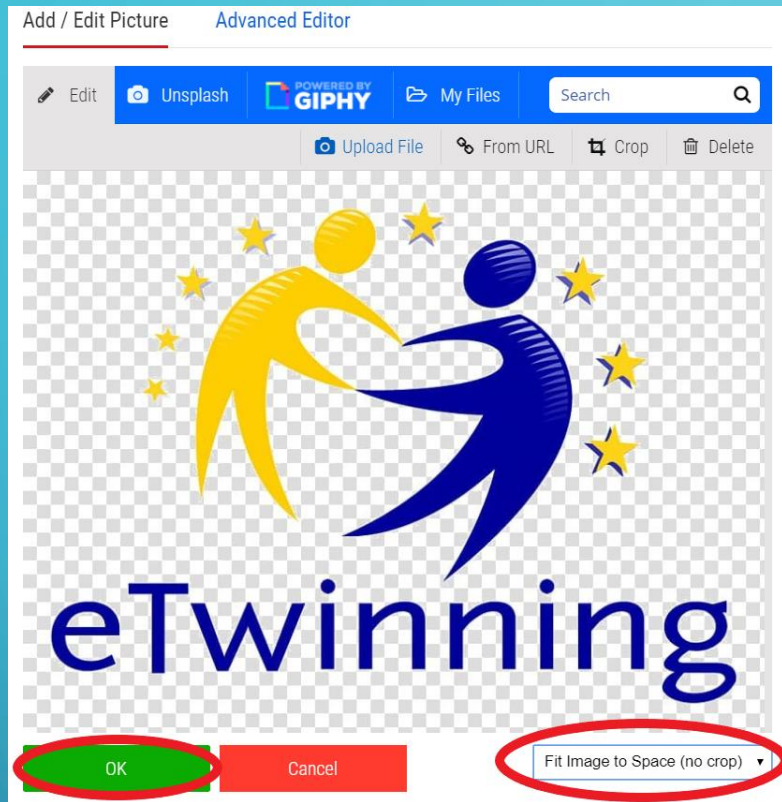 Add / Edit Picture Advanced Editor
Edit Unsplash POWERED BY GIPHY My Files Search
Upload File From URL Crop Delete
eTwinning
OK Cancel Fit Image to Space (no crop)